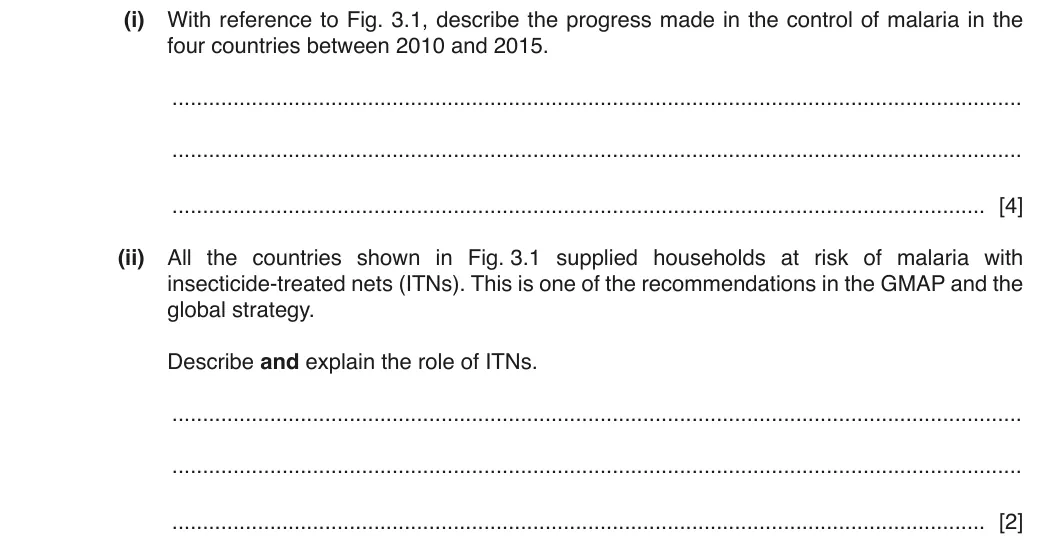 (i) With reference to Fig. 3.1, describe the progress made in the control of malaria in the
four countries between 2010 and 2015.
....................................................................................................................................
....................................................................................................................................
.................................................................................................................... [4]
(ii) All the countries shown in Fig. 3.1 supplied households at risk of malaria with
insecticide-treated nets (ITNs). This is one of the recommendations in the GMAP and the
global strategy.
Describe and explain the role of ITNs.
....................................................................................................................................
....................................................................................................................................
.................................................................................................................... [2]